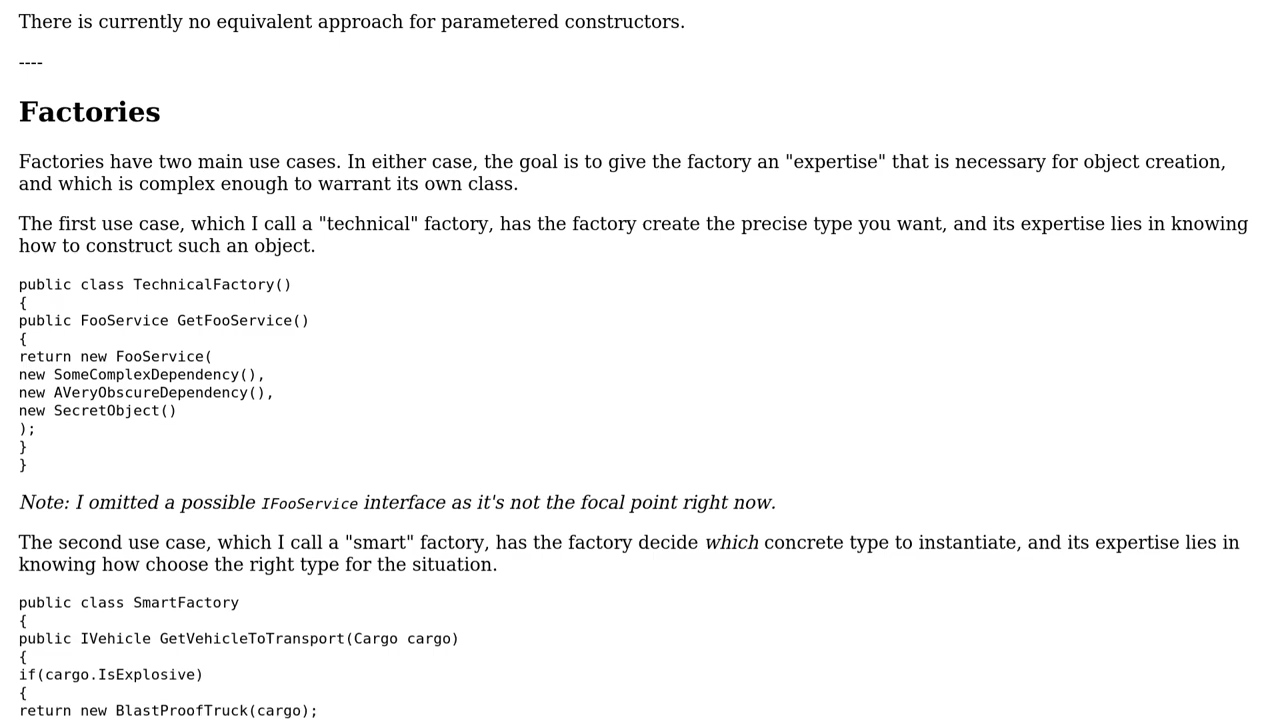 There is currently no equivalent approach for parametered constructors.
----
Factories
Factories have two main use cases. In either case, the goal is to give the factory an "expertise" that is necessary for object creation,
and which is complex enough to warrant its own class.
The first use case, which I call a "technical" factory, has the factory create the precise type you want, and its expertise lies in knowing
how to construct such an object.
public class TechnicalFactory()
{
public FooService GetFooService()
{
return new FooService(
new SomeComplexDependency(),
new AVeryObscureDependency(),
new SecretObject()
);
}
}
Note: I omitted a possible IFooService interface as it's not the focal point right now.
The second use case, which I call a "smart" factory, has the factory decide which concrete type to instantiate, and its expertise lies in
knowing how choose the right type for the situation.
public class SmartFactory
{
public IVehicle GetVehicleToTransport(Cargo cargo)
{
if(cargo.IsExplosive)
{
return new BlastProofTruck(cargo);